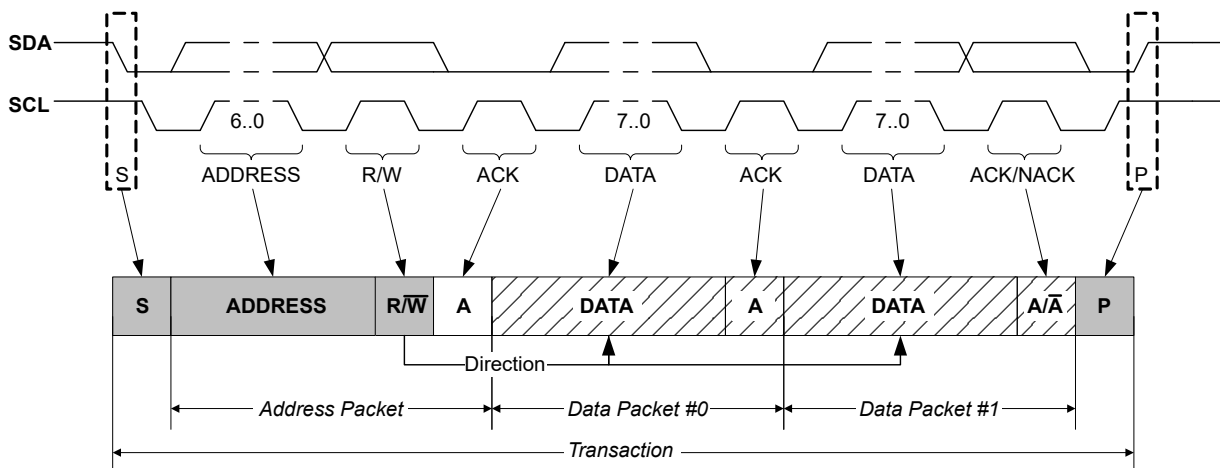 SDA
SCL
6..0 7..0 7..0
S ADDRESS R/W ACK DATA ACK DATA ACK/NACK P
S ADDRESS R/W̅ A DATA A DATA A/A̅ P
Direction
Address Packet Data Packet #0 Data Packet #1
Transaction